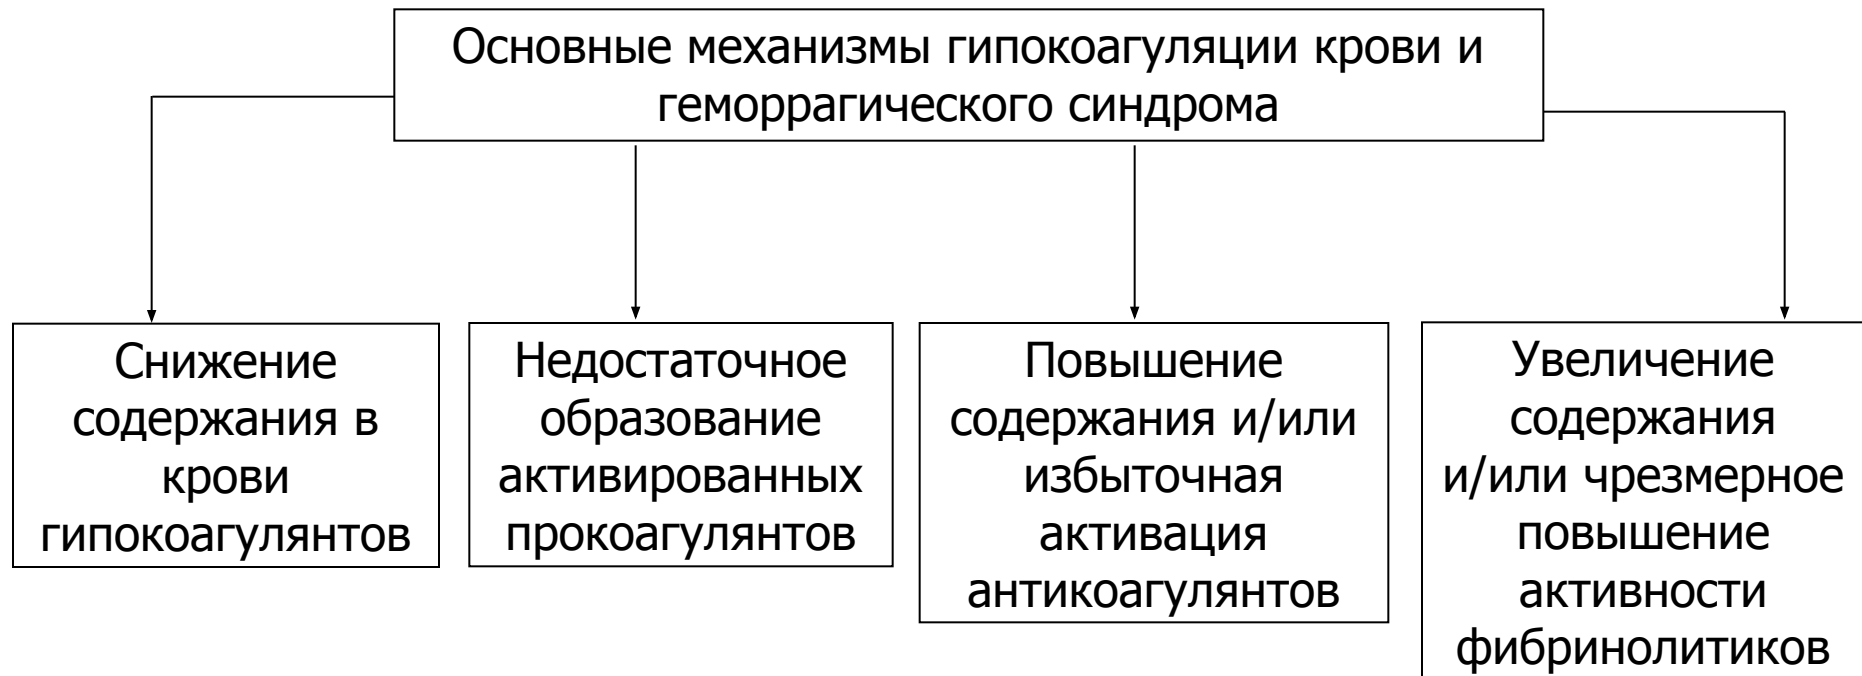 Основные механизмы гипокоагуляции крови и
геморрагического синдрома
Снижение
содержания в
крови
гипокоагулянтов
Недостаточное
образование
активированных
прокоагулянтов
Повышение
содержания и/или
избыточная
активация
антикоагулянтов
Увеличение
содержания
и/или чрезмерное
повышение
активности
фибринолитиков